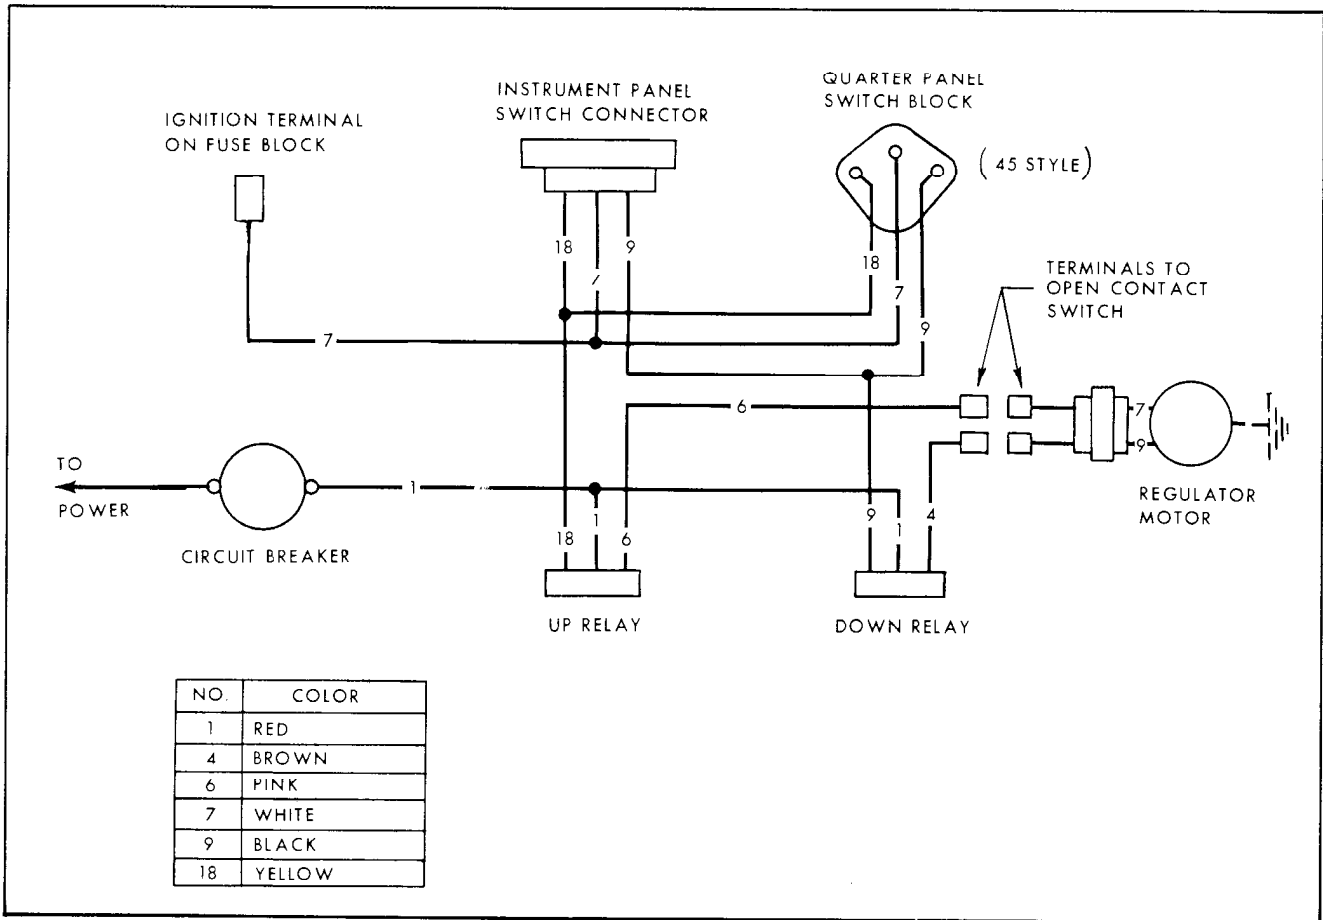 INSTRUMENT PANEL
SWITCH CONNECTOR
QUARTER PANEL
SWITCH BLOCK
(45 STYLE)
IGNITION TERMINAL
ON FUSE BLOCK
18
9
18
7
9
7
TERMINALS TO
OPEN CONTACT
SWITCH
6
7
9
TO
POWER
1
REGULATOR
MOTOR
18
1
6
9
1
4
CIRCUIT BREAKER
UP RELAY
DOWN RELAY
NO. COLOR
1 RED
4 BROWN
6 PINK
7 WHITE
9 BLACK
18 YELLOW